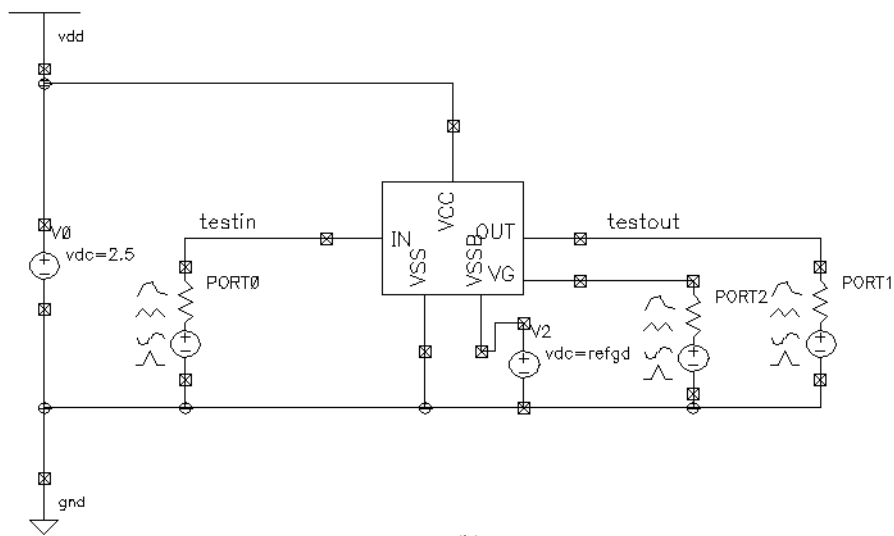 vdd
V0
vdc=2.5
testin
PORT0
IN
VCC
VSS
VSSB
OUT
VG
testout
V2
vdc=refgd
PORT2
PORT1
gnd